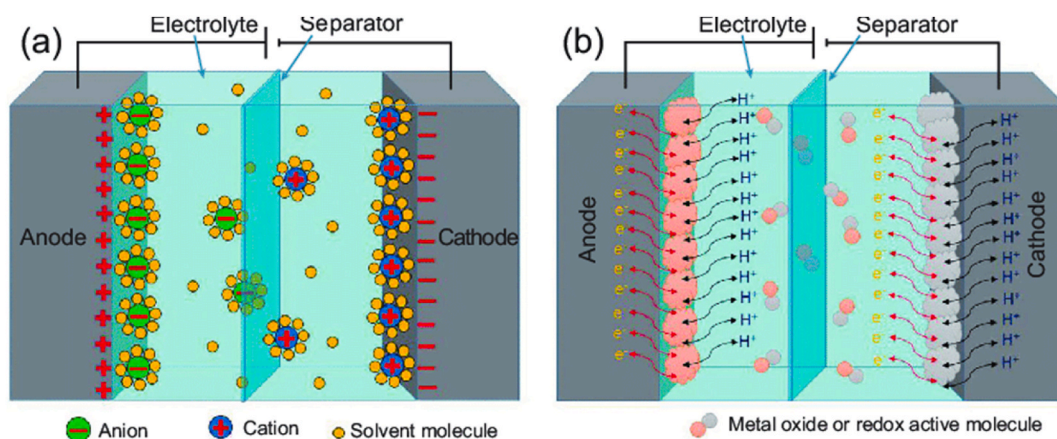 (a)
Electrolyte
Separator
Anode
Cathode
Anion
Cation
Solvent molecule
(b)
Electrolyte
Separator
Anode
Cathode
e⁻
e⁻
e⁻
e⁻
e⁻
e⁻
e⁻
e⁻
e⁻
e⁻
H⁺
H⁺
H⁺
H⁺
H⁺
H⁺
H⁺
H⁺
H⁺
H⁺
H⁺
H⁺
H⁺
e⁻
e⁻
e⁻
e⁻
e⁻
e⁻
e⁻
e⁻
e⁻
e⁻
H⁺
H⁺
H⁺
H⁺
H⁺
H⁺
H⁺
H⁺
H⁺
H⁺
H⁺
H⁺
H⁺
Metal oxide or redox active molecule